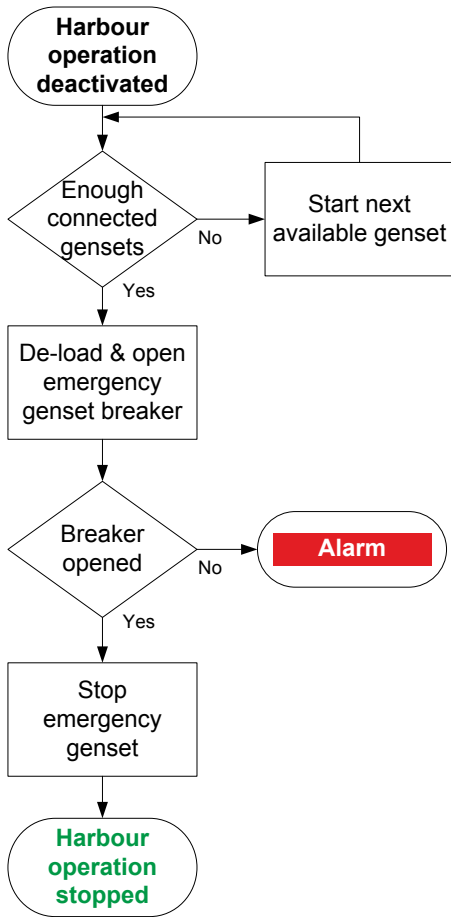 Harbour
operation
deactivated
Enough
connected
gensets
No
Start next
available genset
Yes
De-load & open
emergency
genset breaker
Breaker
opened
No
Alarm
Yes
Stop
emergency
genset
Harbour
operation
stopped